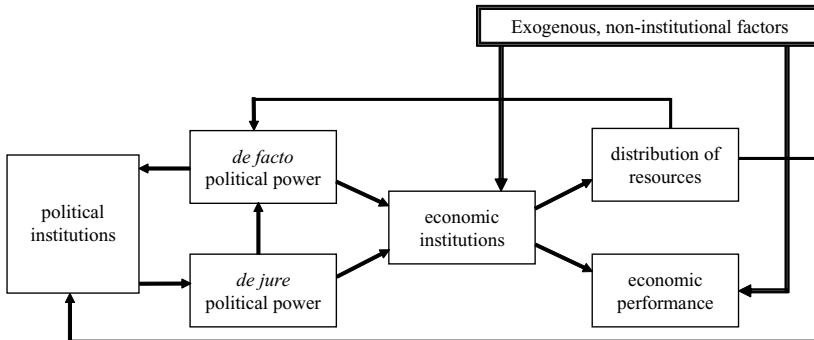 Exogenous, non-institutional factors
de facto
political power
distribution of
resources
political
institutions
economic
institutions
de jure
political power
economic
performance